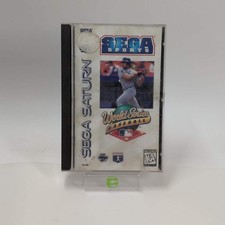 SEGA
SPORTS
SEGA SATURN
World Series
BASEBALL